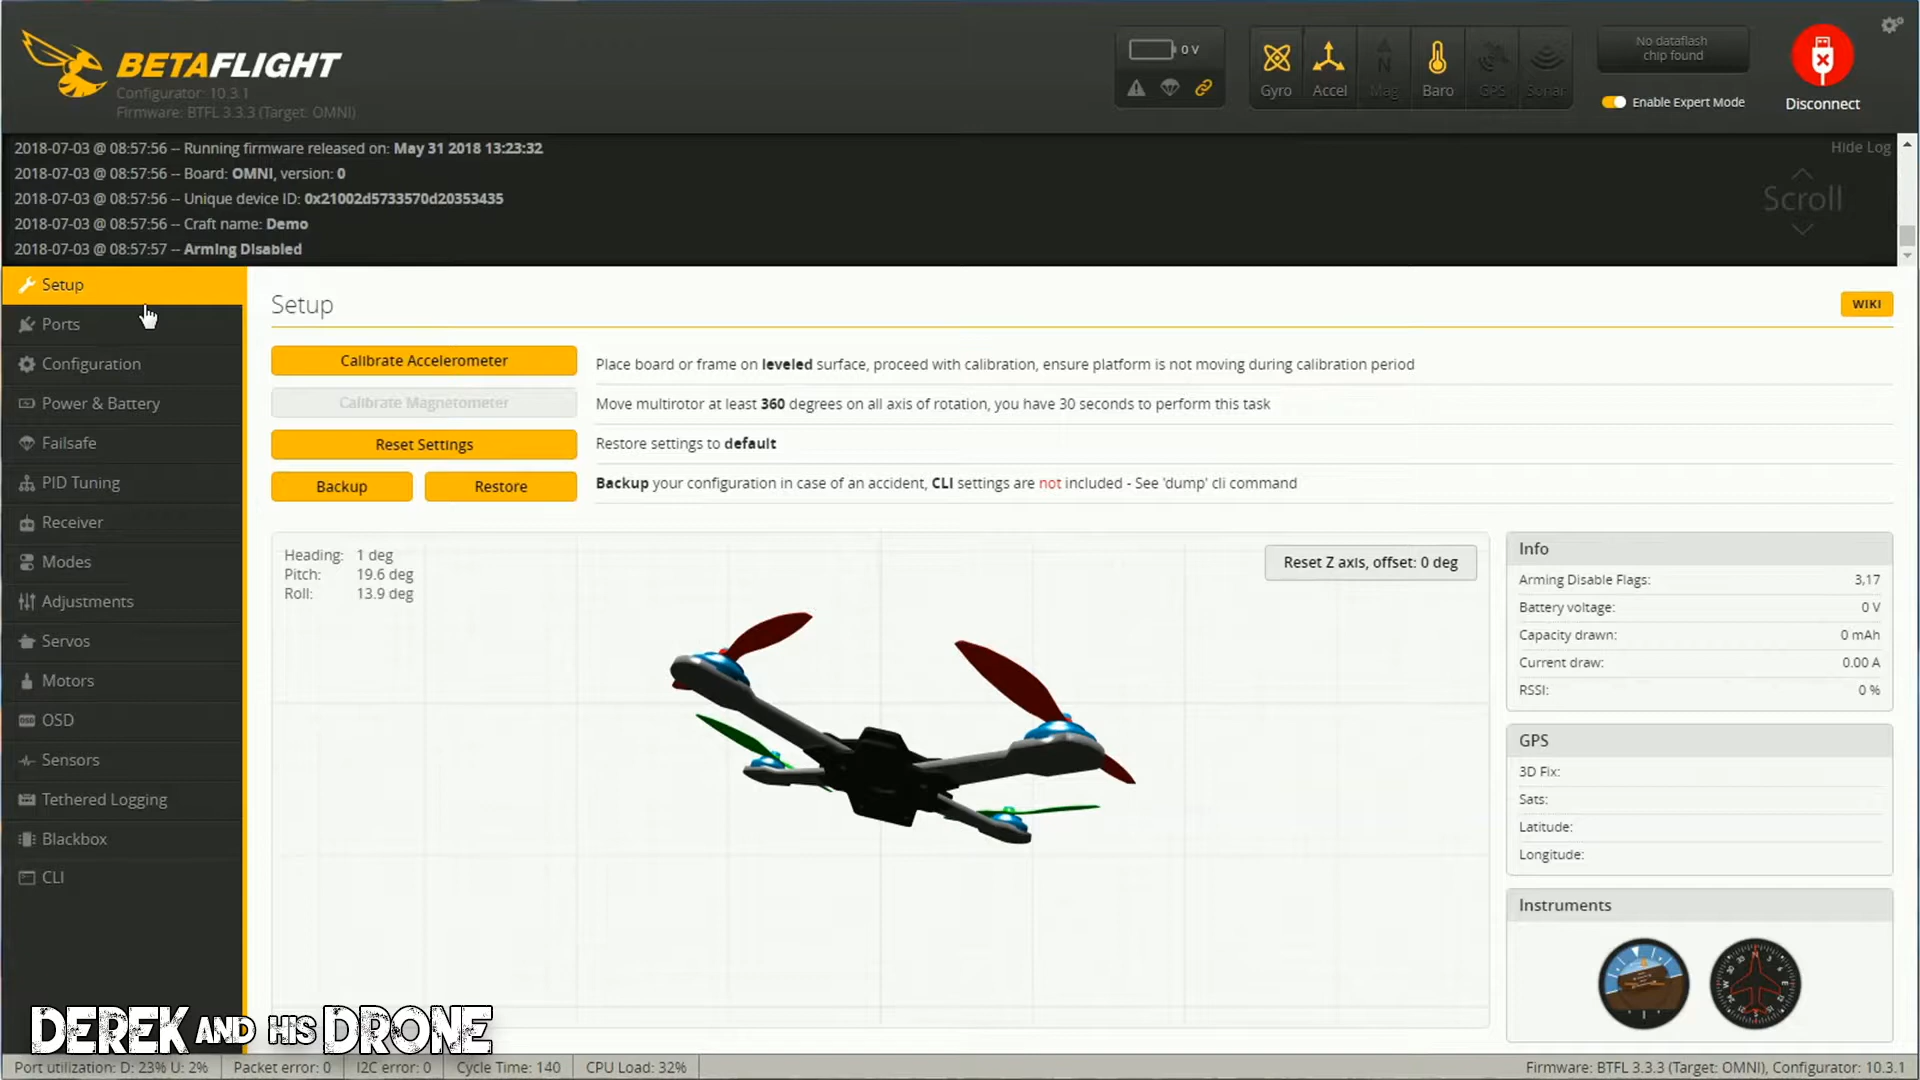 BETAFLIGHT
Configurator: 10.3.1
Firmware: BTFL 3.3.3 (Target: OMNI)
0 V
Gyro
Accel
Mag
Baro
GPS
Sonar
No dataflash
chip found
Enable Expert Mode
Disconnect
2018-07-03 @ 08:57:56 -- Running firmware released on: May 31 2018 13:23:32
2018-07-03 @ 08:57:56 -- Board: OMNI, version: 0
2018-07-03 @ 08:57:56 -- Unique device ID: 0x21002d5733570d20353435
2018-07-03 @ 08:57:56 -- Craft name: Demo
2018-07-03 @ 08:57:57 -- Arming Disabled
Hide Log
Scroll
Setup
Ports
Configuration
Power & Battery
Failsafe
PID Tuning
Receiver
Modes
Adjustments
Servos
Motors
OSD
Sensors
Tethered Logging
Blackbox
CLI
Setup
WIKI
Calibrate Accelerometer
Place board or frame on leveled surface, proceed with calibration, ensure platform is not moving during calibration period
Calibrate Magnetometer
Move multirotor at least 360 degrees on all axis of rotation, you have 30 seconds to perform this task
Reset Settings
Restore settings to default
Backup
Restore
Backup your configuration in case of an accident, CLI settings are not included - See 'dump' cli command
Heading: 1 deg
Pitch: 19.6 deg
Roll: 13.9 deg
Reset Z axis, offset: 0 deg
Info
Arming Disable Flags: 3,17
Battery voltage: 0 V
Capacity drawn: 0 mAh
Current draw: 0.00 A
RSSI: 0 %
GPS
3D Fix:
Sats:
Latitude:
Longitude:
Instruments
DEREK AND HIS DRONE
Port utilization: D: 23% U: 2%
Packet error: 0
I2C error: 0
Cycle Time: 140
CPU Load: 32%
Firmware: BTFL 3.3.3 (Target: OMNI), Configurator: 10.3.1